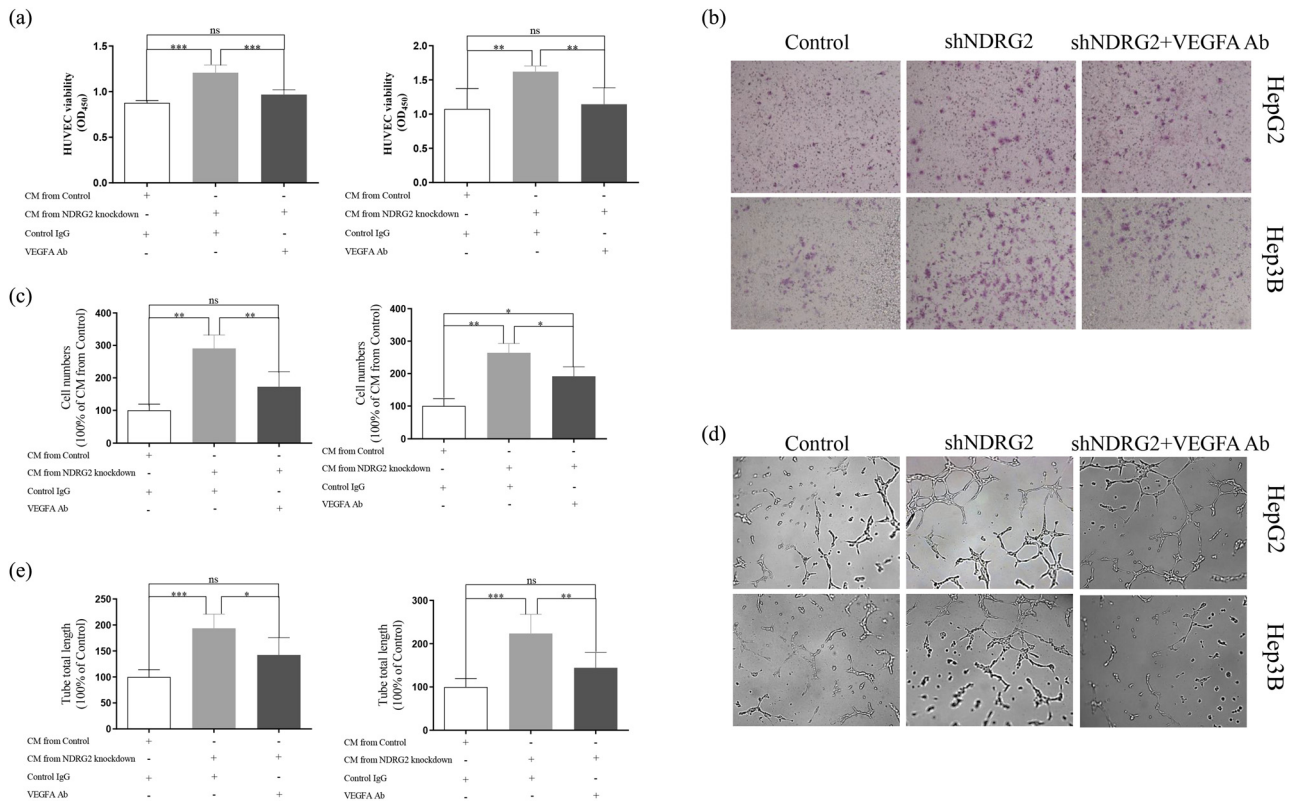 (a)
ns
*** ***
HUVEC viability
(OD450)
1.5
1.0
0.5
0.0
CM from Control + - -
CM from NDRG2 knockdown - + +
Control IgG + + -
VEGFA Ab - - +
ns
** **
HUVEC viability
(OD450)
2.0
1.5
1.0
0.5
0.0
+ - -
CM from NDRG2 knockdown - + +
+ + -
- - +
(b)
Control shNDRG2 shNDRG2+VEGFA Ab
HepG2
Hep3B
(c)
ns
** **
Cell numbers
(100% of CM from Control)
400
300
200
100
0
CM from Control + - -
CM from NDRG2 knockdown - + +
Control IgG + + -
VEGFA Ab - - +
*
** *
Cell numbers
(100% of CM from Control)
400
300
200
100
0
CM from Control + - -
CM from NDRG2 knockdown - + +
Control IgG + + -
VEGFA Ab - - +
(d)
Control shNDRG2 shNDRG2+VEGFA Ab
HepG2
Hep3B
(e)
ns
*** *
Tube total length
(100% of Control)
250
200
150
100
50
0
CM from Control + - -
CM from NDRG2 knockdown - + +
Control IgG + + -
VEGFA Ab - - +
ns
*** **
Tube total length
(100% of Control)
300
200
100
0
CM from Control + - -
CM from NDRG2 knockdown - + +
Control IgG + + -
VEGFA Ab - - +